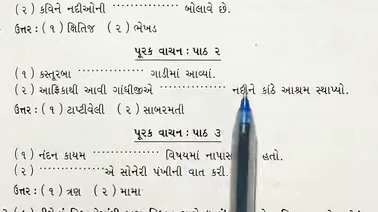 (૨) કવિને નદીઓની ............... બોલાવે છે.
ઉત્તર : (૧) ક્ષિતિજ (૨) ભેખડ
પૂરક વાચન : પાઠ ૨
(૧) કસ્તૂરબા ............... ગાડીમાં આવ્યાં.
(૨) આફ્રિકાથી આવી ગાંધીજીએ ............... નદીને કાંઠે આશ્રમ સ્થાપ્યો.
ઉત્તર : (૧) ટાપ્ટીવેલી (૨) સાબરમતી
પૂરક વાચન : પાઠ ૩
(૧) નંદન કાયમ ............... વિષયમાં નાપાસ હતો.
(૨) ...............એ સોનેરી પંખીની વાત કરી.
ઉત્તર : (૧) ત્રણ (૨) મામા